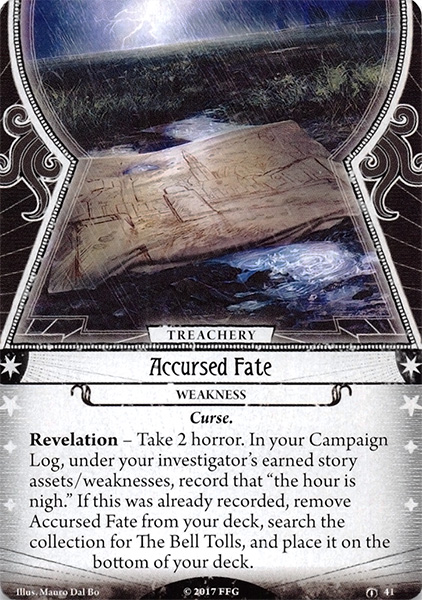 TREACHERY
Accursed Fate
WEAKNESS
Curse.
Revelation – Take 2 horror. In your Campaign
Log, under your investigator's earned story
assets/weaknesses, record that “the hour is
nigh.” If this was already recorded, remove
Accursed Fate from your deck, search the
collection for The Bell Tolls, and place it on the
bottom of your deck.
Illus. Mauro Dal Bo © 2017 FFG 41